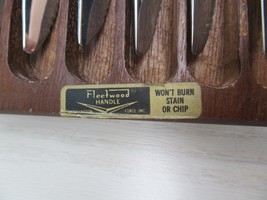 Fleetwood
HANDLE
WON'T BURN
STAIN
OR CHIP